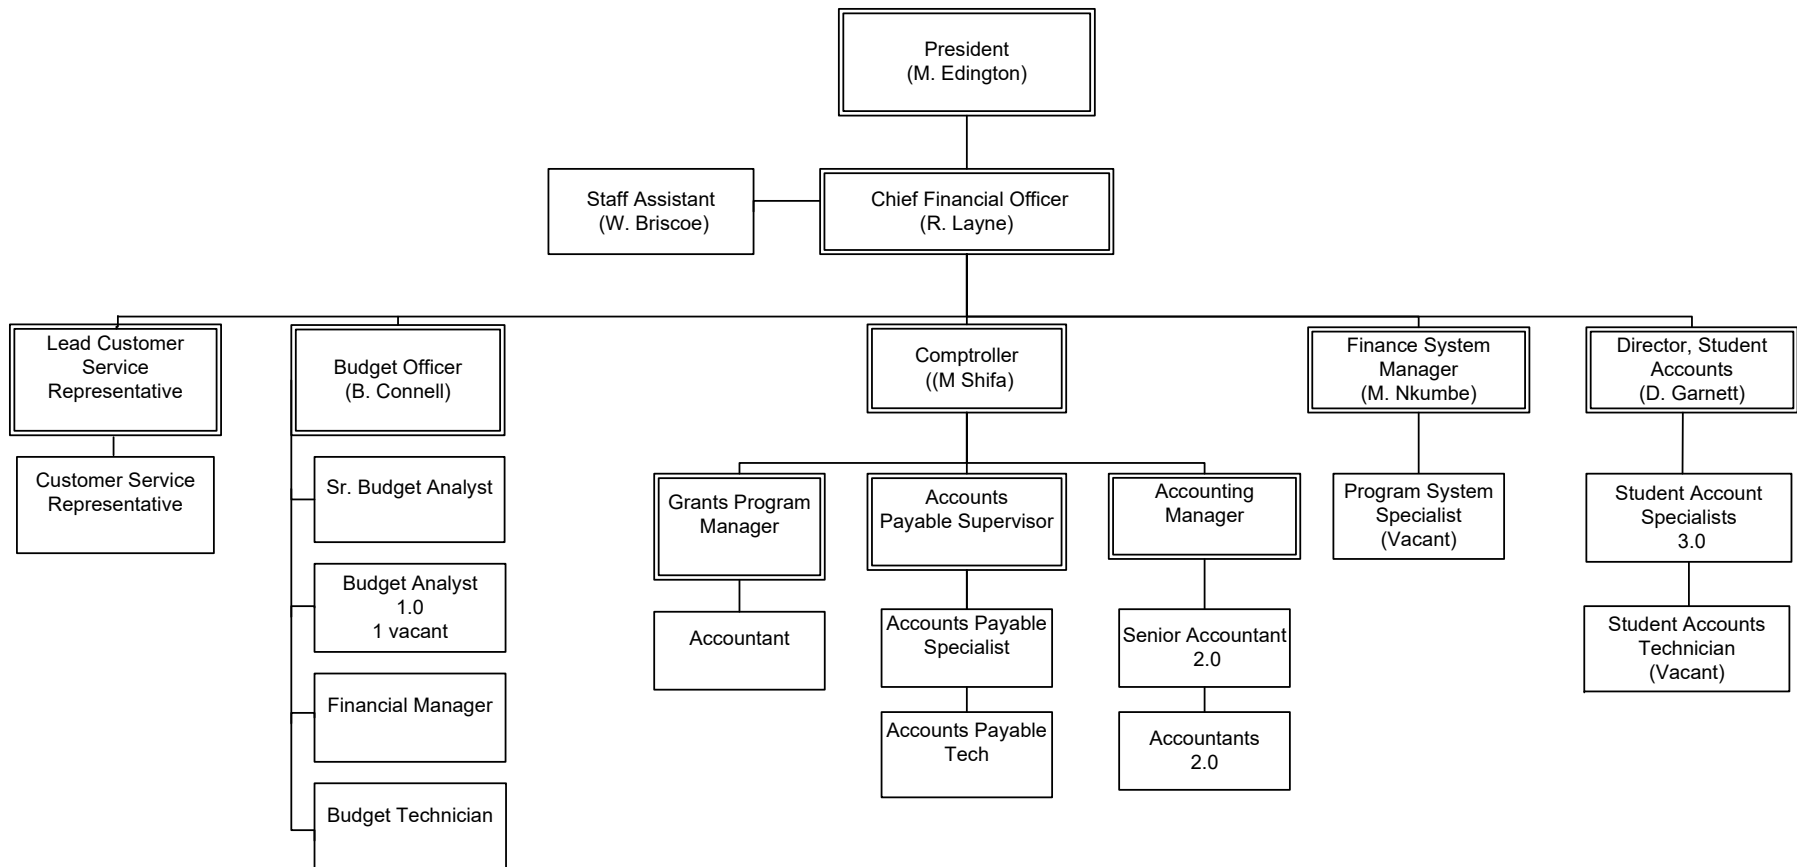 President
(M. Edington)
Staff Assistant
(W. Briscoe)
Chief Financial Officer
(R. Layne)
Lead Customer
Service
Representative
Budget Officer
(B. Connell)
Comptroller
((M Shifa)
Finance System
Manager
(M. Nkumbe)
Director, Student
Accounts
(D. Garnett)
Customer Service
Representative
Sr. Budget Analyst
Budget Analyst
1.0
1 vacant
Financial Manager
Budget Technician
Grants Program
Manager
Accountant
Accounts
Payable Supervisor
Accounts Payable
Specialist
Accounts Payable
Tech
Accounting
Manager
Senior Accountant
2.0
Accountants
2.0
Program System
Specialist
(Vacant)
Student Account
Specialists
3.0
Student Accounts
Technician
(Vacant)